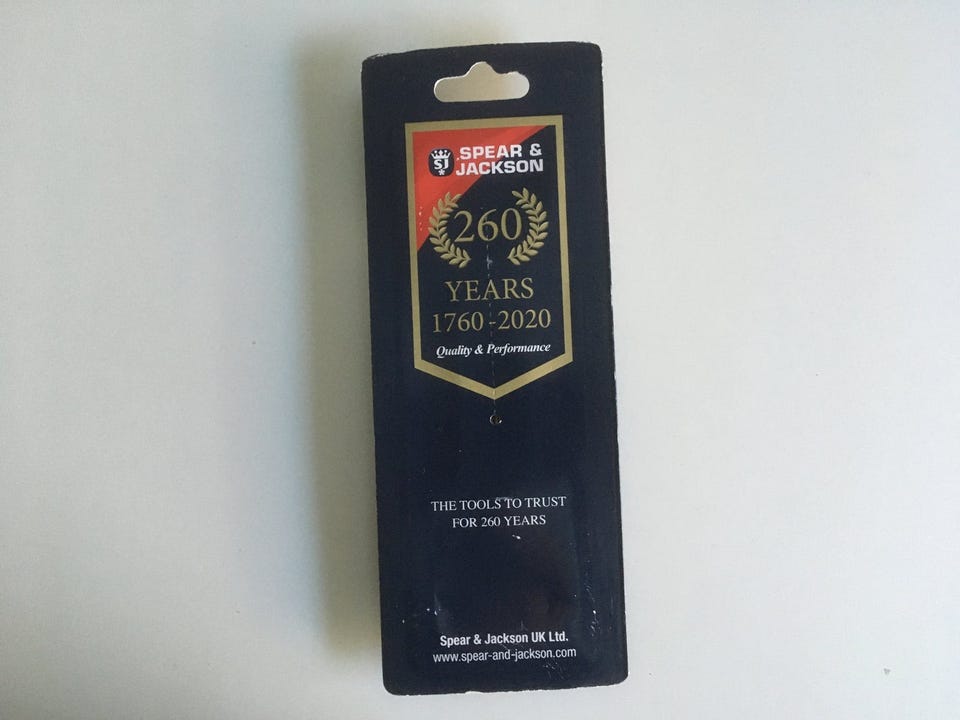 SJ
SPEAR &
JACKSON
260
YEARS
1760-2020
Quality & Performance
THE TOOLS TO TRUST
FOR 260 YEARS
Spear & Jackson UK Ltd.
www.spear-and-jackson.com